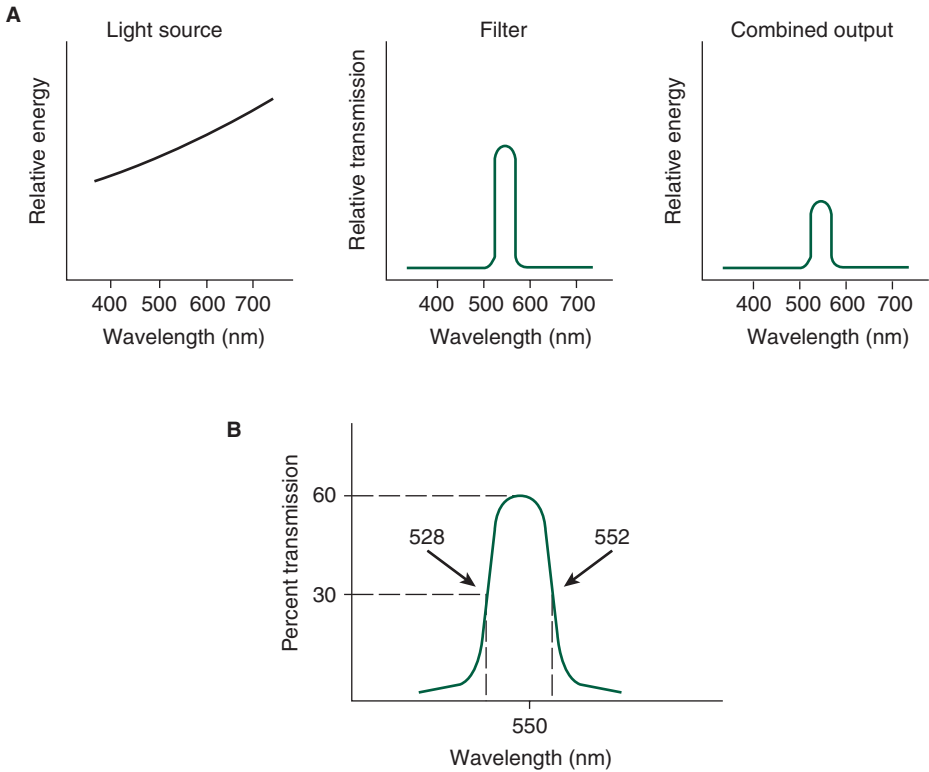 A
Light source
Relative energy
400 500 600 700
Wavelength (nm)
Filter
Relative transmission
400 500 600 700
Wavelength (nm)
Combined output
Relative energy
400 500 600 700
Wavelength (nm)
B
Percent transmission
60
528
552
30
550
Wavelength (nm)